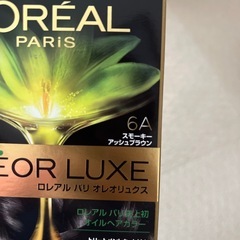 ORÉAL
PARIS
6A
スモーキー
アッシュブラウン
ÉOR LUXE
ロレアル パリ オレオリュクス
ロレアル パリ史上初
オイルヘアカラー